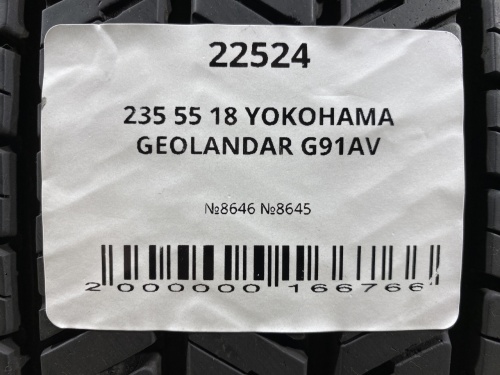 22524
235 55 18 YOKOHAMA
GEOLANDAR G91AV
№8646 №8645
2 000000 166766